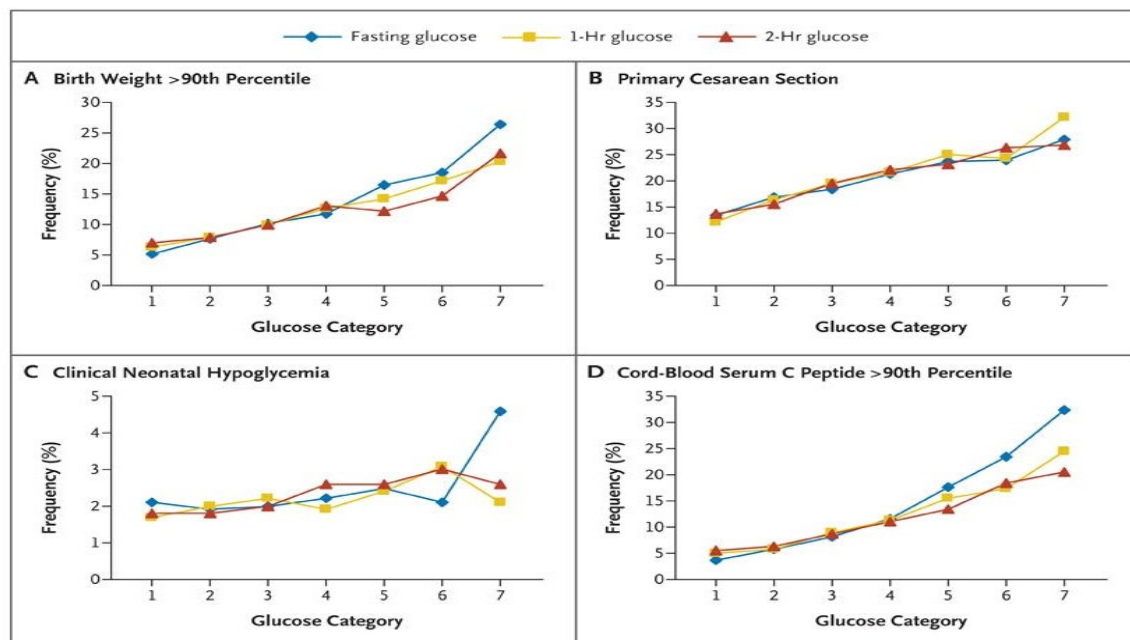 Fasting glucose 1-Hr glucose 2-Hr glucose
A Birth Weight >90th Percentile
30
25
20
15
10
5
0
Frequency (%)
1 2 3 4 5 6 7
Glucose Category
B Primary Cesarean Section
35
30
25
20
15
10
5
0
Frequency (%)
1 2 3 4 5 6 7
Glucose Category
C Clinical Neonatal Hypoglycemia
5
4
3
2
1
0
Frequency (%)
1 2 3 4 5 6 7
Glucose Category
D Cord-Blood Serum C Peptide >90th Percentile
35
30
25
20
15
10
5
0
Frequency (%)
1 2 3 4 5 6 7
Glucose Category